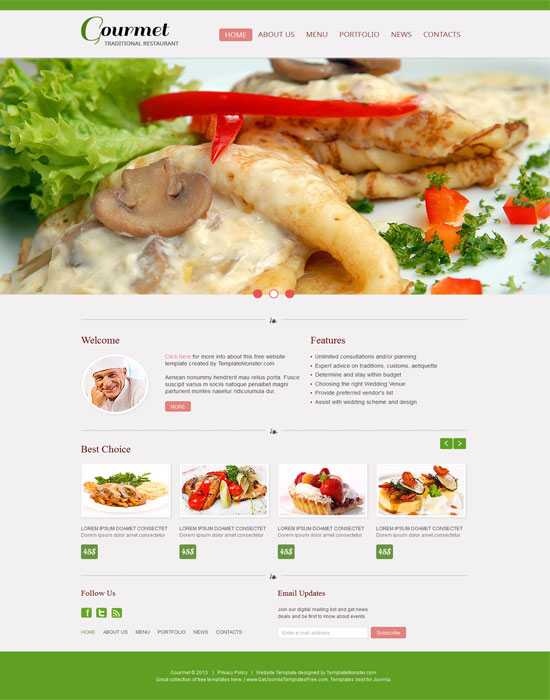 Gourmet
TRADITIONAL RESTAURANT
HOME ABOUT US MENU PORTFOLIO NEWS CONTACTS
Welcome
Click here for more info about this free website
template created by TemplateMonster.com
Aenean nonummy hendrerit mau rellus porta. Fusce
suscipit varius m sociis natoque penaibet magni
parturient montes nasetur ridiculumula dui.
MORE
Features
• Unlimited consultations and/or planning
• Expert advice on traditions, customs, aetiquette
• Determine and stay within budget
• Choosing the right Wedding Venue
• Provide preferred vendor's list
• Assist with wedding scheme and design
Best Choice
LOREM IPSUM DOAMET CONSECTET
Dorem ipsum dolor amet consectetur
45$
LOREM IPSUM DOAMET CONSECTET
Dorem ipsum dolor amet consectetur
45$
LOREM IPSUM DOAMET CONSECTET
Dorem ipsum dolor amet consectetur
45$
LOREM IPSUM DOAMET CONSECTET
Dorem ipsum dolor amet consectetur
45$
Follow Us
HOME ABOUT US MENU PORTFOLIO NEWS CONTACTS
Email Updates
Join our digital mailing list and get news
deals and be first to know about events
Enter e-mail address
Subscribe
Gourmet © 2013 | Privacy Policy | Website Template designed by TemplateMonster.com
Great collection of free templates here. | www.GetJoomlaTemplatesFree.com. Templates best for Joomla.